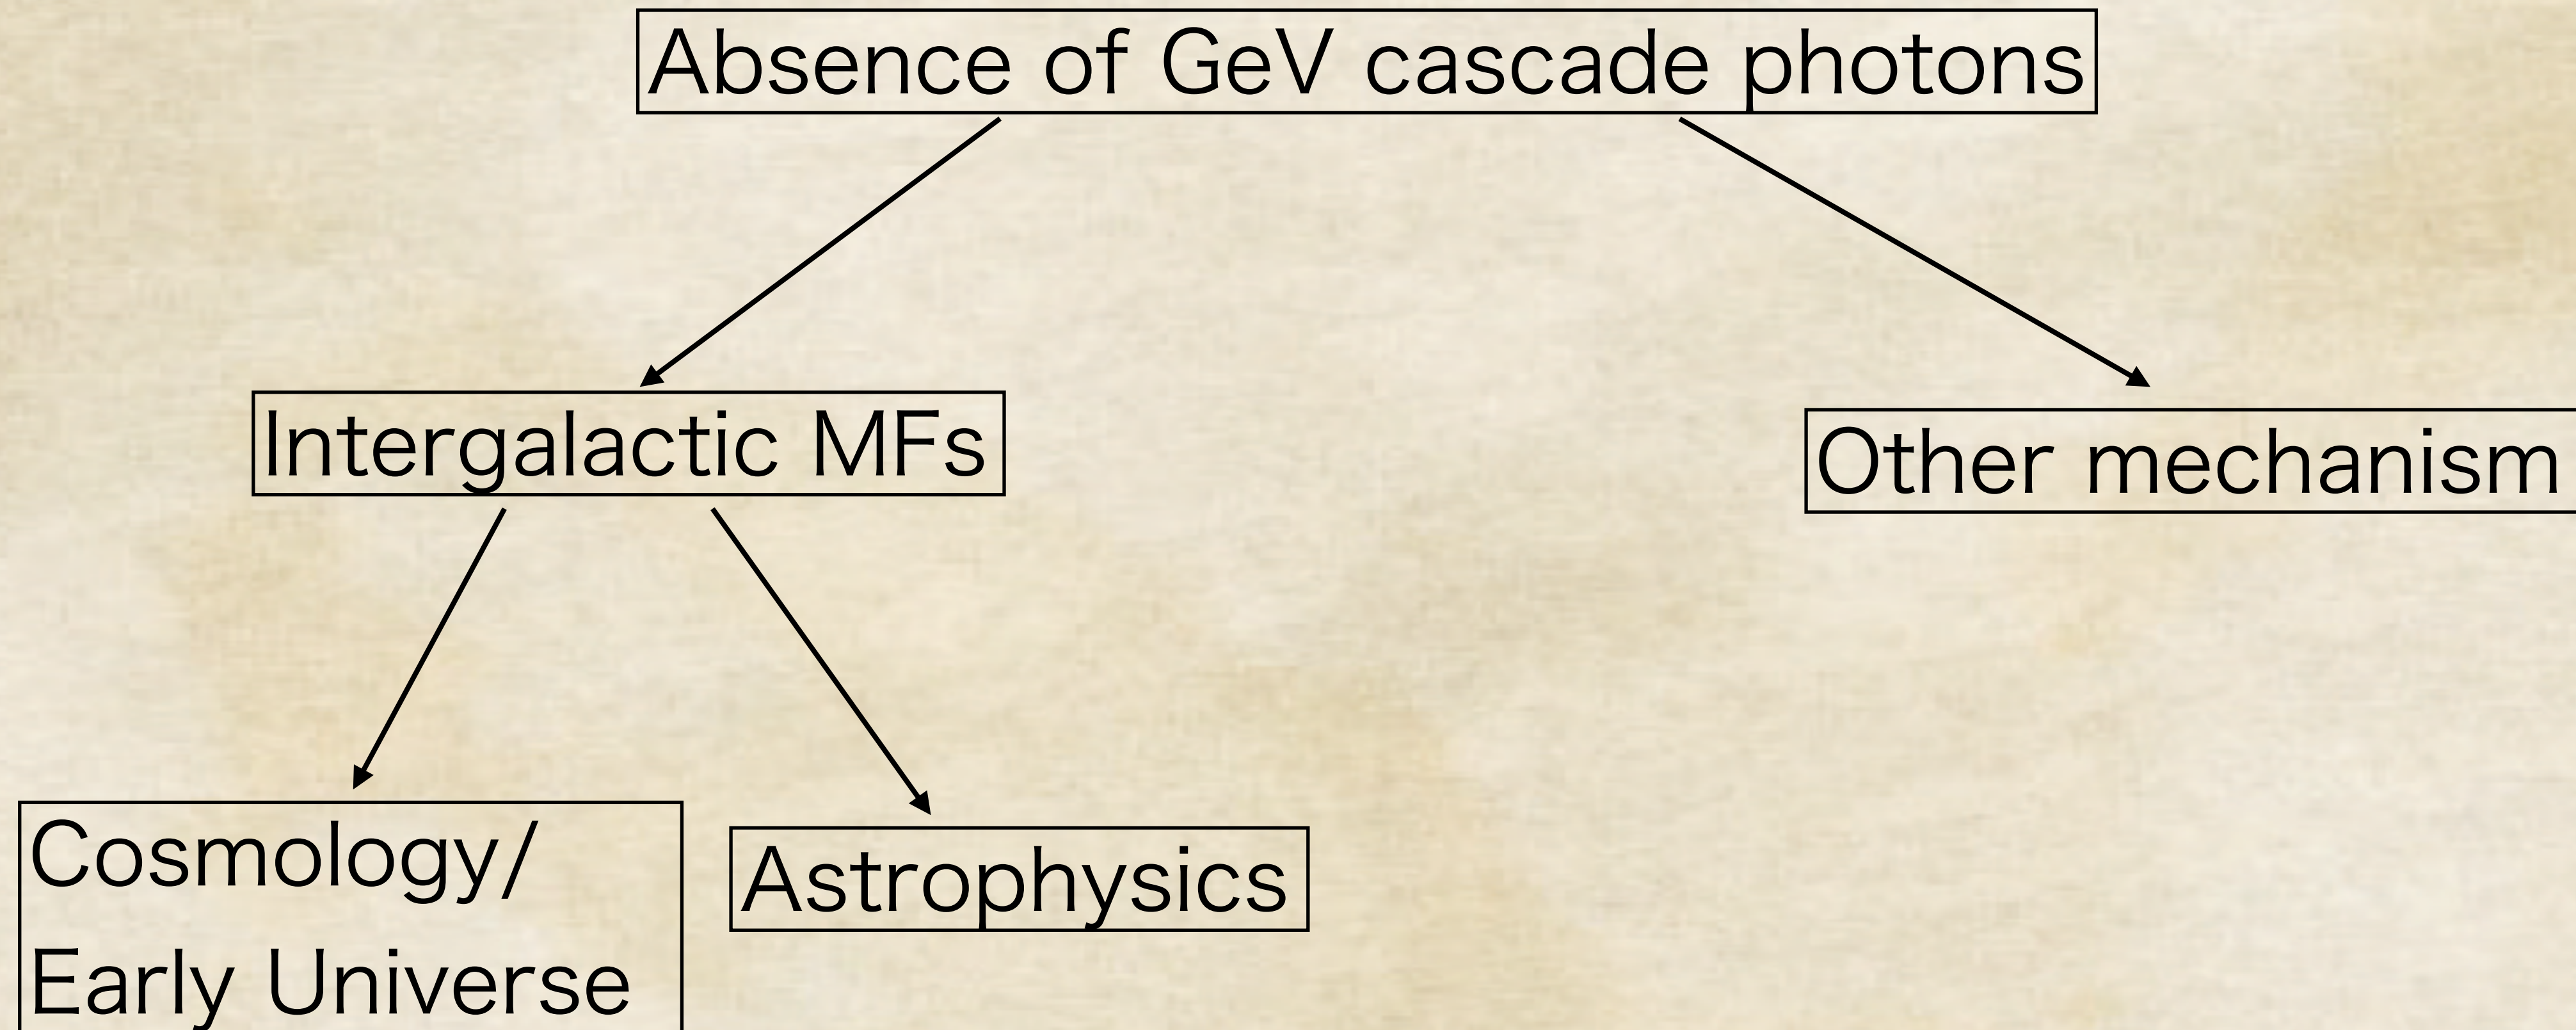 Absence of GeV cascade photons
Intergalactic MFs
Other mechanism
Cosmology/
Early Universe
Astrophysics